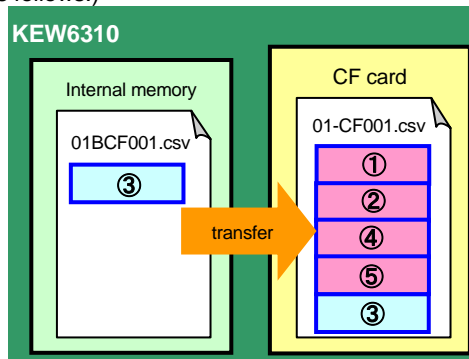 KEW6310
Internal memory
01BCF001.csv
③
transfer
CF card
01-CF001.csv
①
②
④
⑤
③